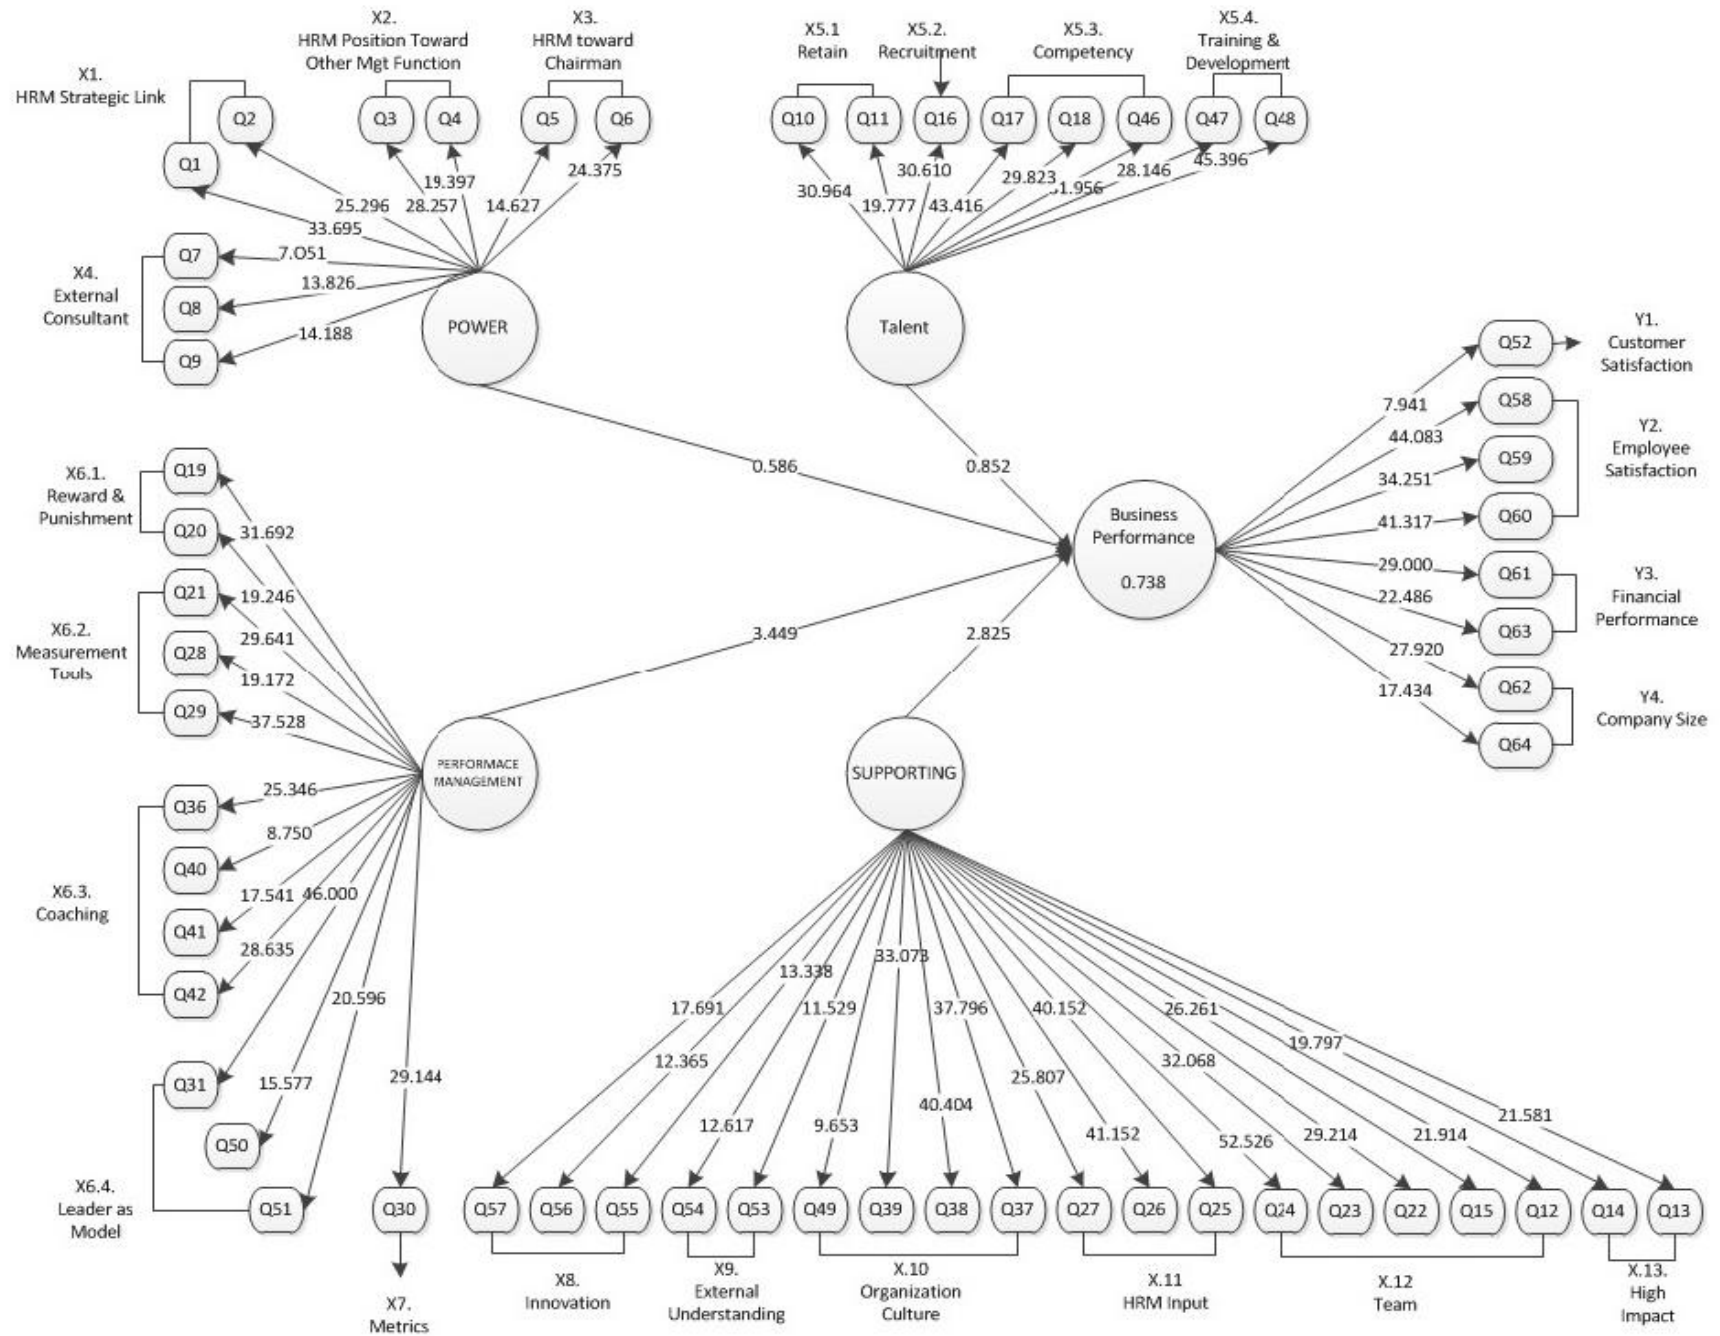 X1.
HRM Strategic Link
X2.
HRM Position Toward
Other Mgt Function
X3.
HRM toward
Chairman
Q1
Q2
Q3
Q4
Q5
Q6
25.296
33.695
28.257
19.397
14.627
24.375
X4.
External
Consultant
Q7
Q8
Q9
7.051
13.826
14.188
POWER
X5.1
Retain
X5.2.
Recruitment
X5.3.
Competency
X5.4.
Training &
Development
Q10
Q11
Q16
Q17
Q18
Q46
Q47
Q48
30.964
19.777
30.610
43.416
29.823
28.146
45.396
Talent
0.586
0.852
3.449
2.825
Business
Performance
0.738
Q52
Q58
Q59
Q60
Q61
Q63
Q62
Q64
7.941
44.083
34.251
41.317
29.000
22.486
27.920
17.434
Y1.
Customer
Satisfaction
Y2.
Employee
Satisfaction
Y3.
Financial
Performance
Y4.
Company Size
X6.1.
Reward &
Punishment
Q19
Q20
31.692
19.246
X6.2.
Measurement
Tools
Q21
Q28
Q29
29.641
19.172
37.528
PERFORMACE
MANAGEMENT
X6.3.
Coaching
Q36
Q40
Q41
Q42
25.346
8.750
17.541
46.000
28.635
X6.4.
Leader as
Model
Q31
Q50
Q51
15.577
20.596
29.144
Q30
X7.
Metrics
SUPPORTING
17.691
12.365
13.338
12.617
11.529
9.653
33.073
40.404
37.796
25.807
41.152
40.152
52.526
32.068
29.214
26.261
21.914
19.797
21.581
Q57
Q56
Q55
Q54
Q53
Q49
Q39
Q38
Q37
Q27
Q26
Q25
Q24
Q23
Q22
Q15
Q12
Q14
Q13
X8.
Innovation
X9.
External
Understanding
X.10
Organization
Culture
X.11
HRM Input
X.12
Team
X.13.
High
Impact